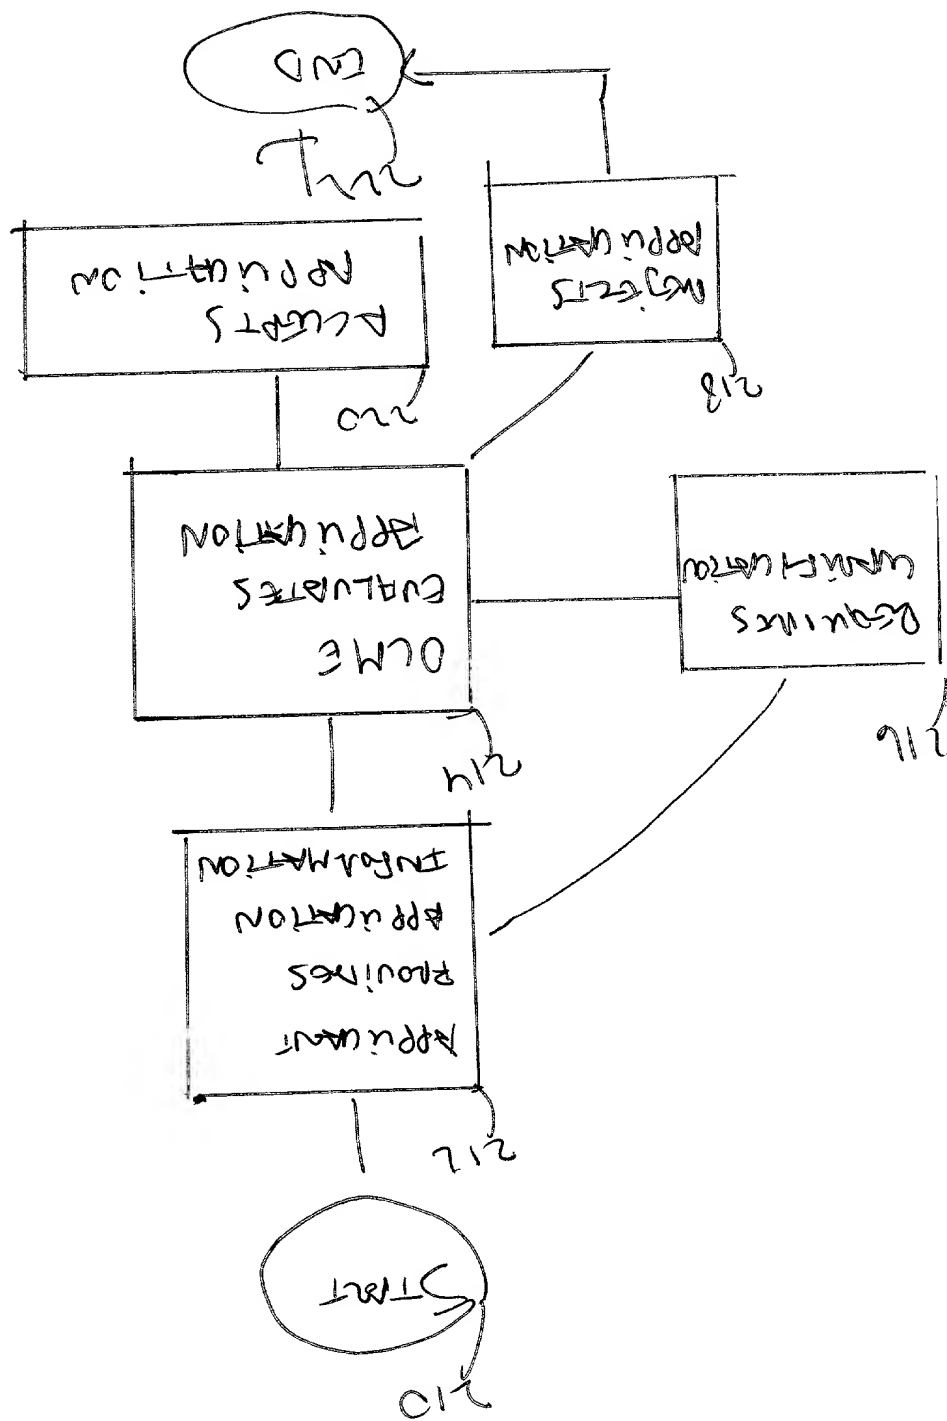 210
START
212
APPLICANT
PROVIDES
APPLICATION
INFORMATION
214
OCME
EVALUATES
APPLICATION
216
REQUIRES
CLARIFICATION
218
REJECTS
APPLICATION
220
ACCEPTS
APPLICATION
222
END